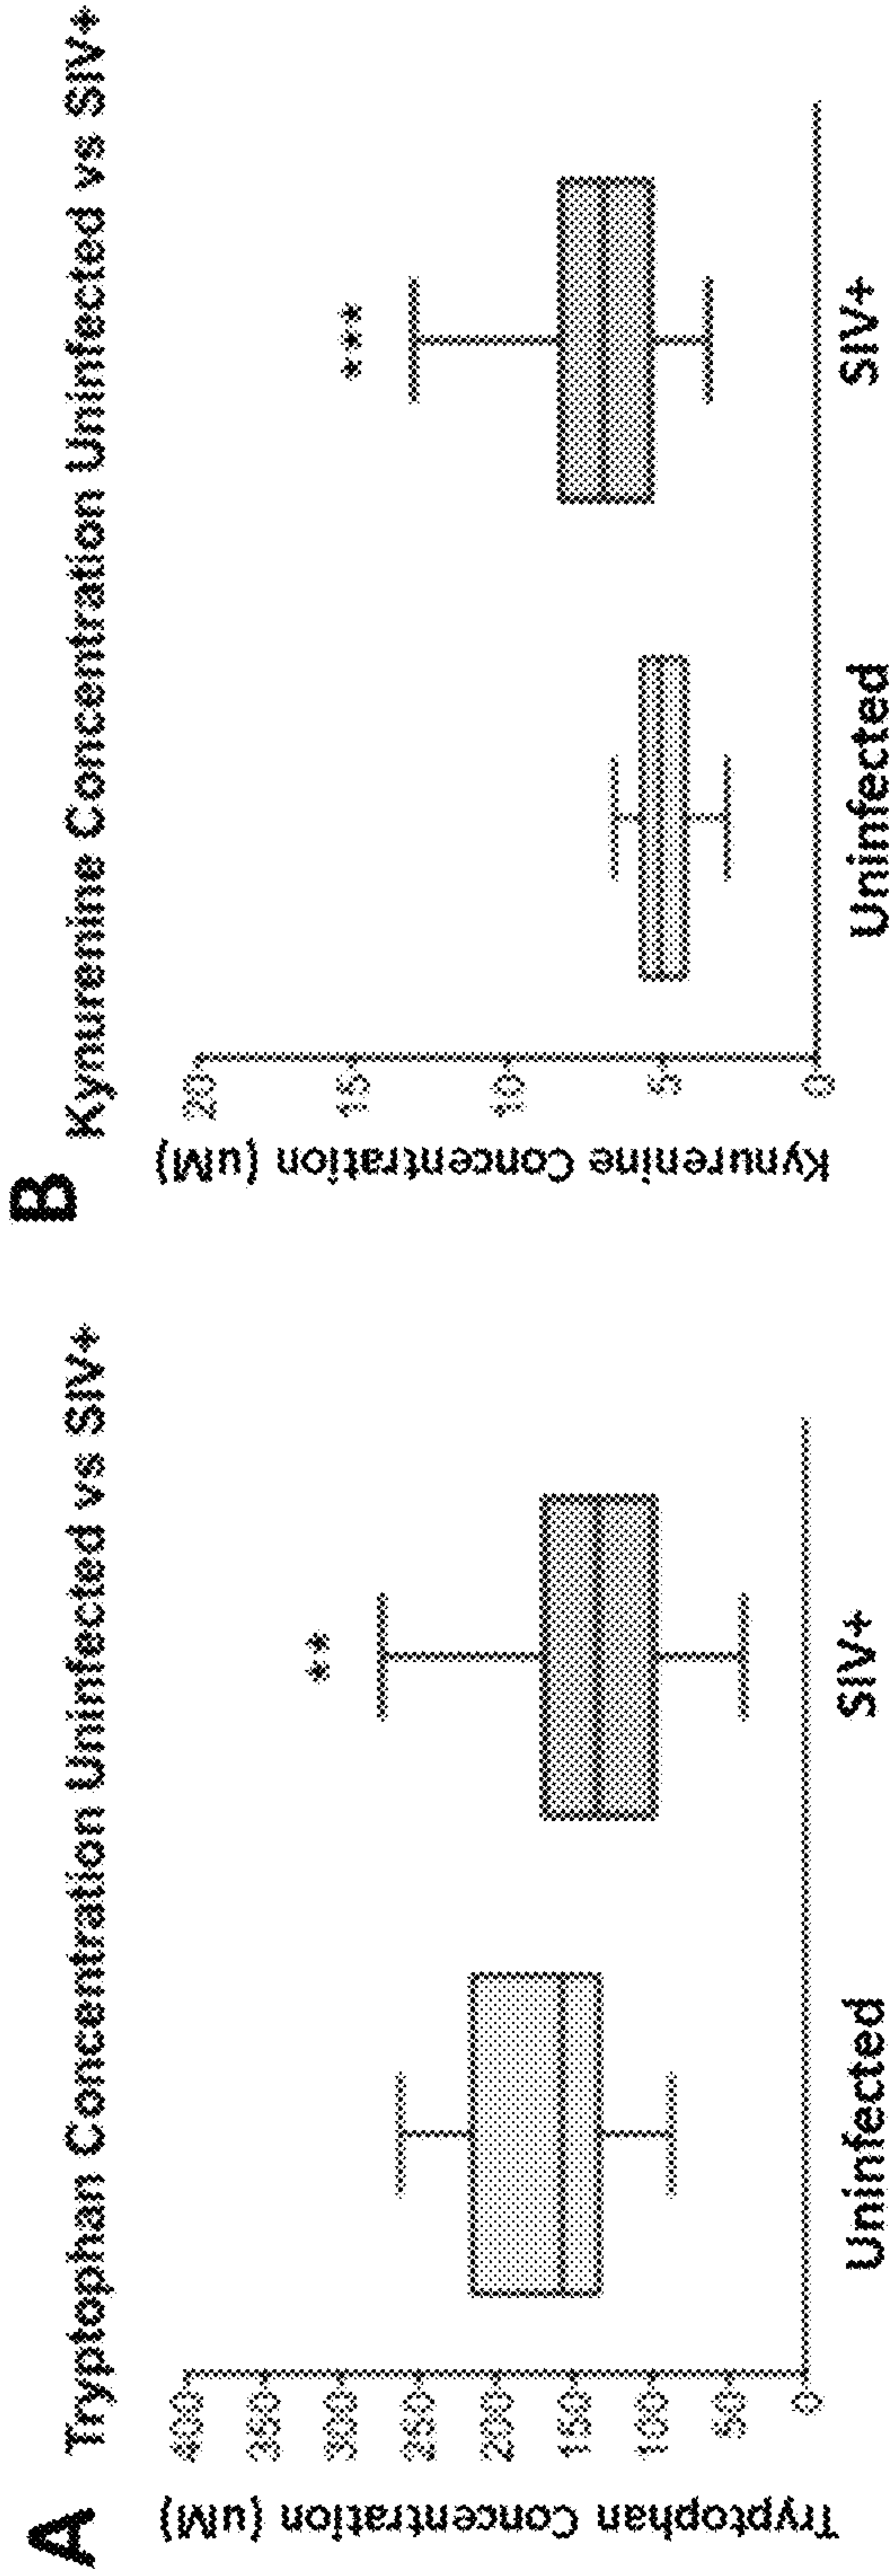 A
Tryptophan Concentration Uninfected vs SIV+
Tryptophan Concentration (uM)
400
350
300
250
200
150
100
50
0
**
Uninfected
SIV+
B
Kynurenine Concentration Uninfected vs SIV+
Kynurenine Concentration (uM)
20
15
10
5
0
***
Uninfected
SIV+